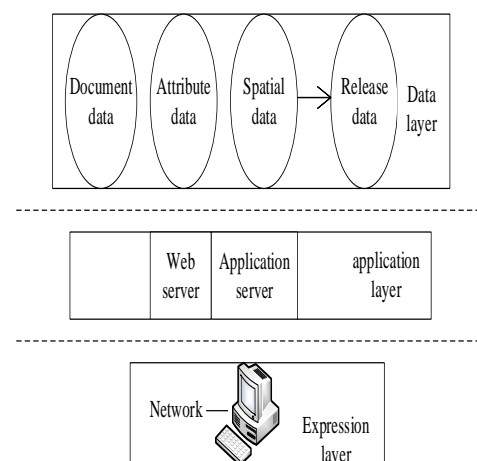 Document data
Attribute data
Spatial data
Release data
Data layer
Web server
Application server
application layer
Network
Expression layer